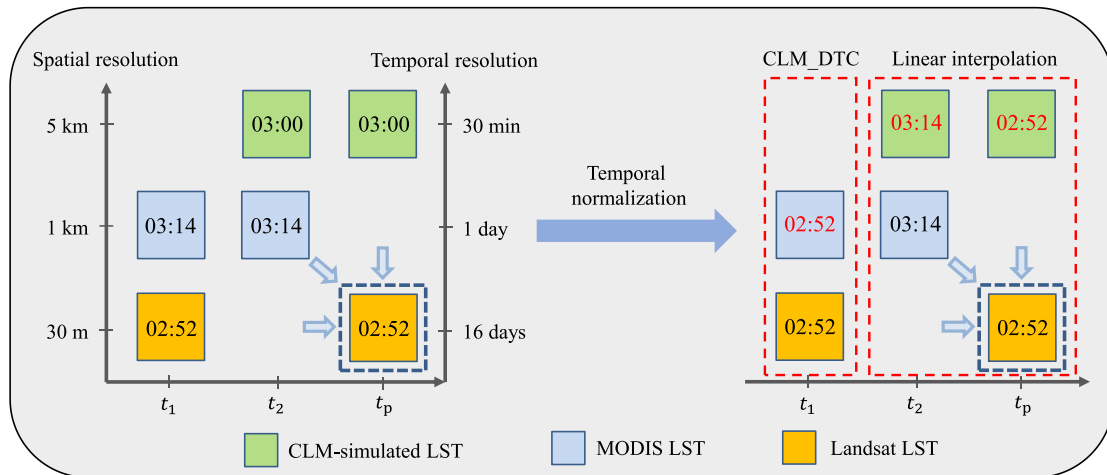 Spatial resolution
Temporal resolution
CLM_DTC
Linear interpolation
5 km
03:00
03:00
30 min
03:14
02:52
Temporal
normalization
1 km
03:14
03:14
1 day
02:52
03:14
30 m
02:52
02:52
16 days
02:52
02:52
t₁
t₂
tₚ
t₁
t₂
tₚ
CLM-simulated LST
MODIS LST
Landsat LST